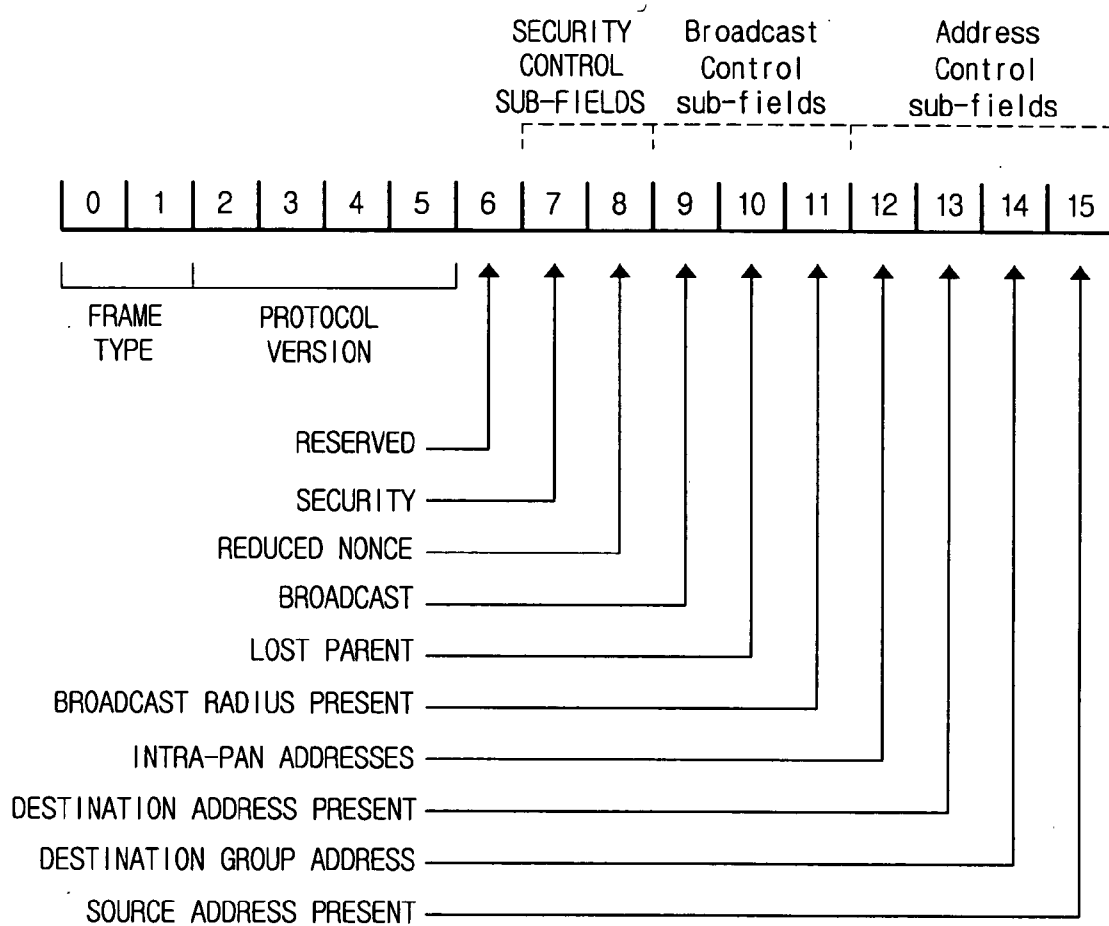 SECURITY
CONTROL
SUB-FIELDS
Broadcast
Control
sub-fields
Address
Control
sub-fields
0 1 2 3 4 5 6 7 8 9 10 11 12 13 14 15
FRAME
TYPE
PROTOCOL
VERSION
RESERVED
SECURITY
REDUCED NONCE
BROADCAST
LOST PARENT
BROADCAST RADIUS PRESENT
INTRA-PAN ADDRESSES
DESTINATION ADDRESS PRESENT
DESTINATION GROUP ADDRESS
SOURCE ADDRESS PRESENT